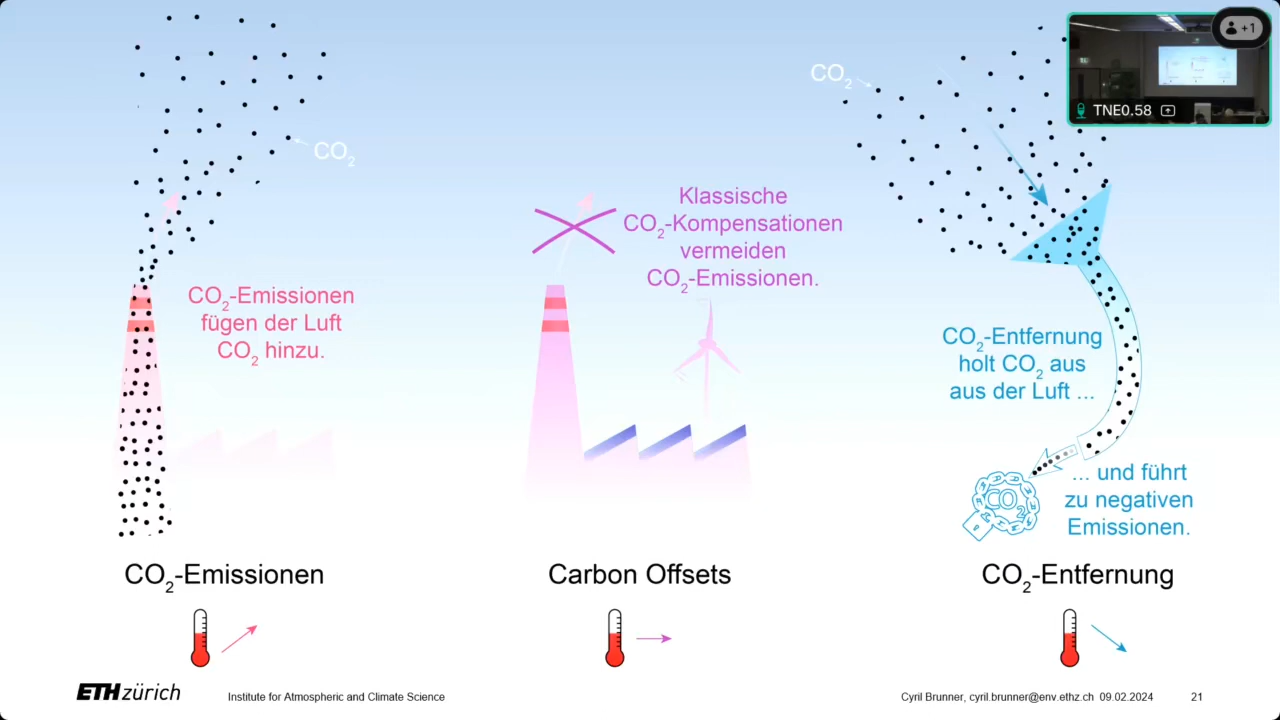 CO2
CO2
+1
TNE0.58
CO2-Emissionen
fügen der Luft
CO2 hinzu.
Klassische
CO2-Kompensationen
vermeiden
CO2-Emissionen.
CO2-Entfernung
holt CO2 aus
aus der Luft ...
... und führt
zu negativen
Emissionen.
CO2
CO2-Emissionen
Carbon Offsets
CO2-Entfernung
ETH zürich
Institute for Atmospheric and Climate Science
Cyril Brunner, cyril.brunner@env.ethz.ch 09.02.2024
21